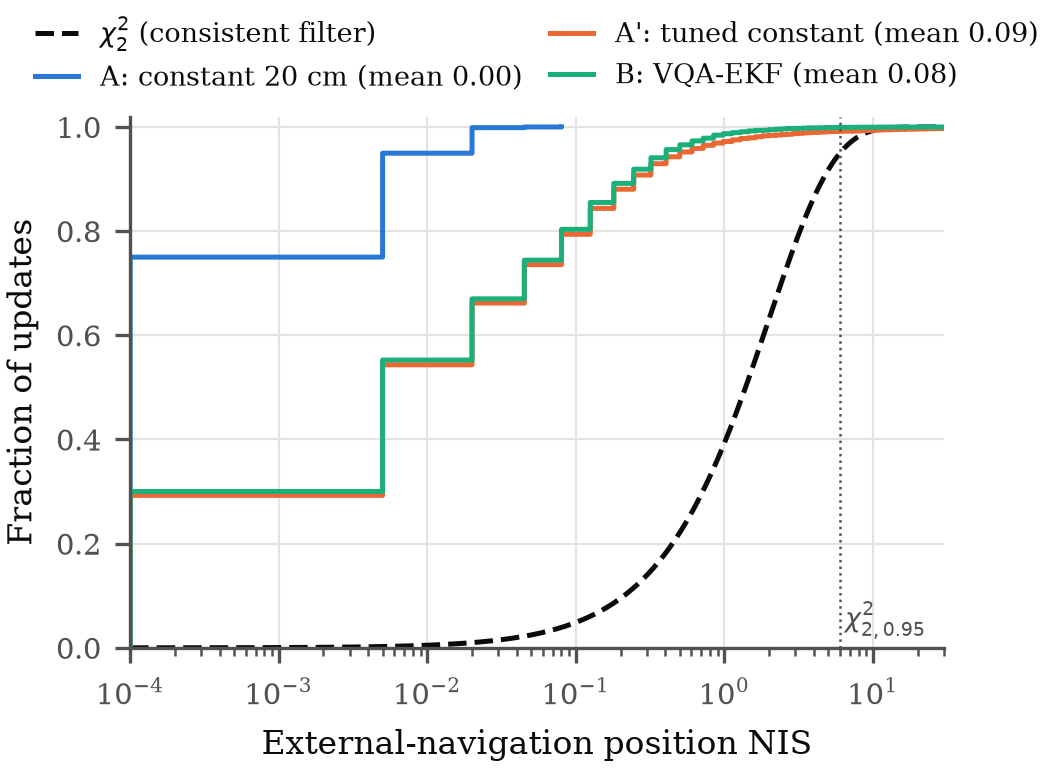 χ²₂ (consistent filter)
A: constant 20 cm (mean 0.00)
A': tuned constant (mean 0.09)
B: VQA-EKF (mean 0.08)
Fraction of updates
1.0
0.8
0.6
0.4
0.2
0.0
χ²₂,₀.₉₅
10⁻⁴ 10⁻³ 10⁻² 10⁻¹ 10⁰ 10¹
External-navigation position NIS